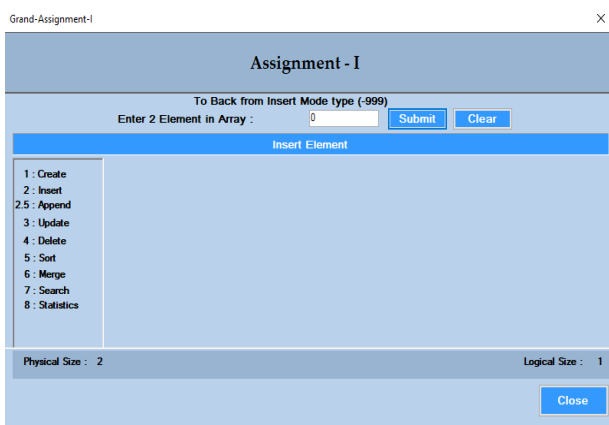 Grand-Assignment-I
Assignment - I
To Back from Insert Mode type (-999)
Enter 2 Element in Array : 0 Submit Clear
Insert Element
1 : Create
2 : Insert
2.5 : Append
3 : Update
4 : Delete
5 : Sort
6 : Merge
7 : Search
8 : Statistics
Physical Size : 2 Logical Size : 1
Close